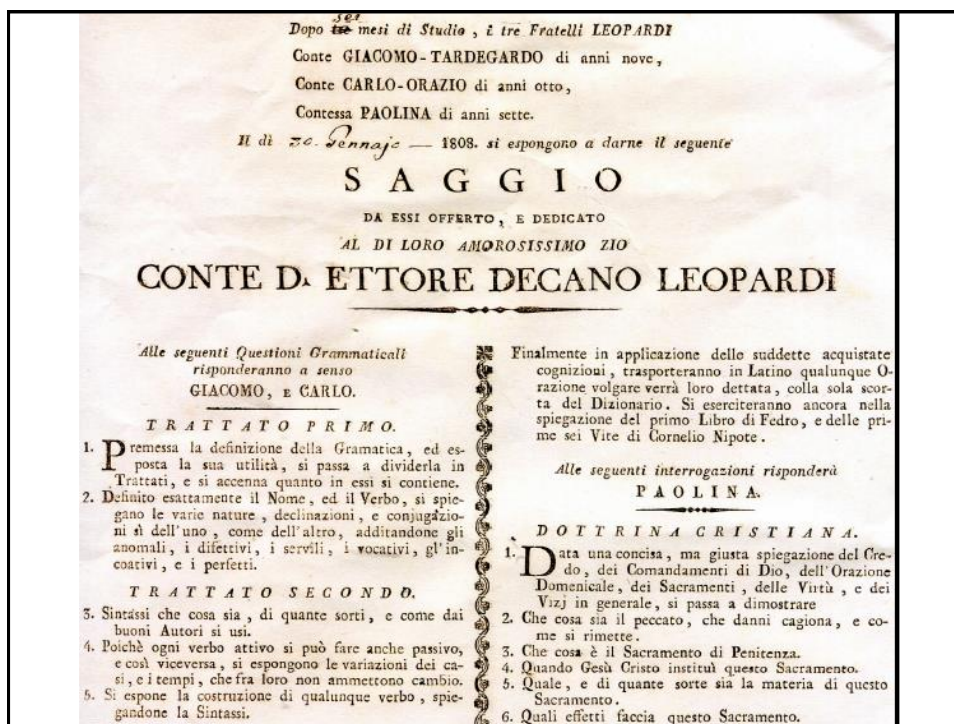 sei
Dopo tre mesi di Studio, i tre Fratelli LEOPARDI
Conte GIACOMO-TARDEGARDO di anni nove,
Conte CARLO-ORAZIO di anni otto,
Contessa PAOLINA di anni sette.
Il dì 30. Gennajo — 1808. si espongono a darne il seguente
SAGGIO
DA ESSI OFFERTO, E DEDICATO
AL DI LORO AMOROSISSIMO ZIO
CONTE D. ETTORE DECANO LEOPARDI
Alle seguenti Questioni Grammaticali
risponderanno a senso
GIACOMO, E CARLO.
TRATTATO PRIMO.
1. Premessa la definizione della Gramatica, ed es-
posta la sua utilità, si passa a dividerla in
Trattati, e si accenna quanto in essi si contiene.
2. Definito esattamente il Nome, ed il Verbo, si spie-
gano le varie nature, declinazioni, e conjugazio-
ni sì dell'uno, come dell'altro, additandone gli
anomali, i difettivi, i servili, i vocativi, gl'in-
coativi, e i perfetti.
TRATTATO SECONDO.
3. Sintassi che cosa sia, di quante sorti, e come dai
buoni Autori si usi.
4. Poichè ogni verbo attivo si può fare anche passivo,
e così viceversa, si espongono le variazioni dei ca-
si, e i tempi, che fra loro non ammettono cambio.
5. Si espone la costruzione di qualunque verbo, spie-
gandone la Sintassi.
Finalmente in applicazione delle suddette acquistate
cognizioni, trasporteranno in Latino qualunque O-
razione volgare verrà loro dettata, colla sola scor-
ta del Dizionario. Si eserciteranno ancora nella
spiegazione del primo Libro di Fedro, e delle pri-
me sei Vite di Cornelio Nipote.
Alle seguenti interrogazioni risponderà
PAOLINA.
DOTTRINA CRISTIANA.
1. Data una concisa, ma giusta spiegazione del Cre-
do, dei Comandamenti di Dio, dell'Orazione
Domenicale, dei Sacramenti, delle Virtù, e dei
Vizj in generale, si passa a dimostrare
2. Che cosa sia il peccato, che danni cagiona, e co-
me si rimette.
3. Che cosa è il Sacramento di Penitenza.
4. Quando Gesù Cristo instituì questo Sacramento.
5. Quale, e di quante sorte sia la materia di questo
Sacramento.
6. Quali effetti faccia questo Sacramento.